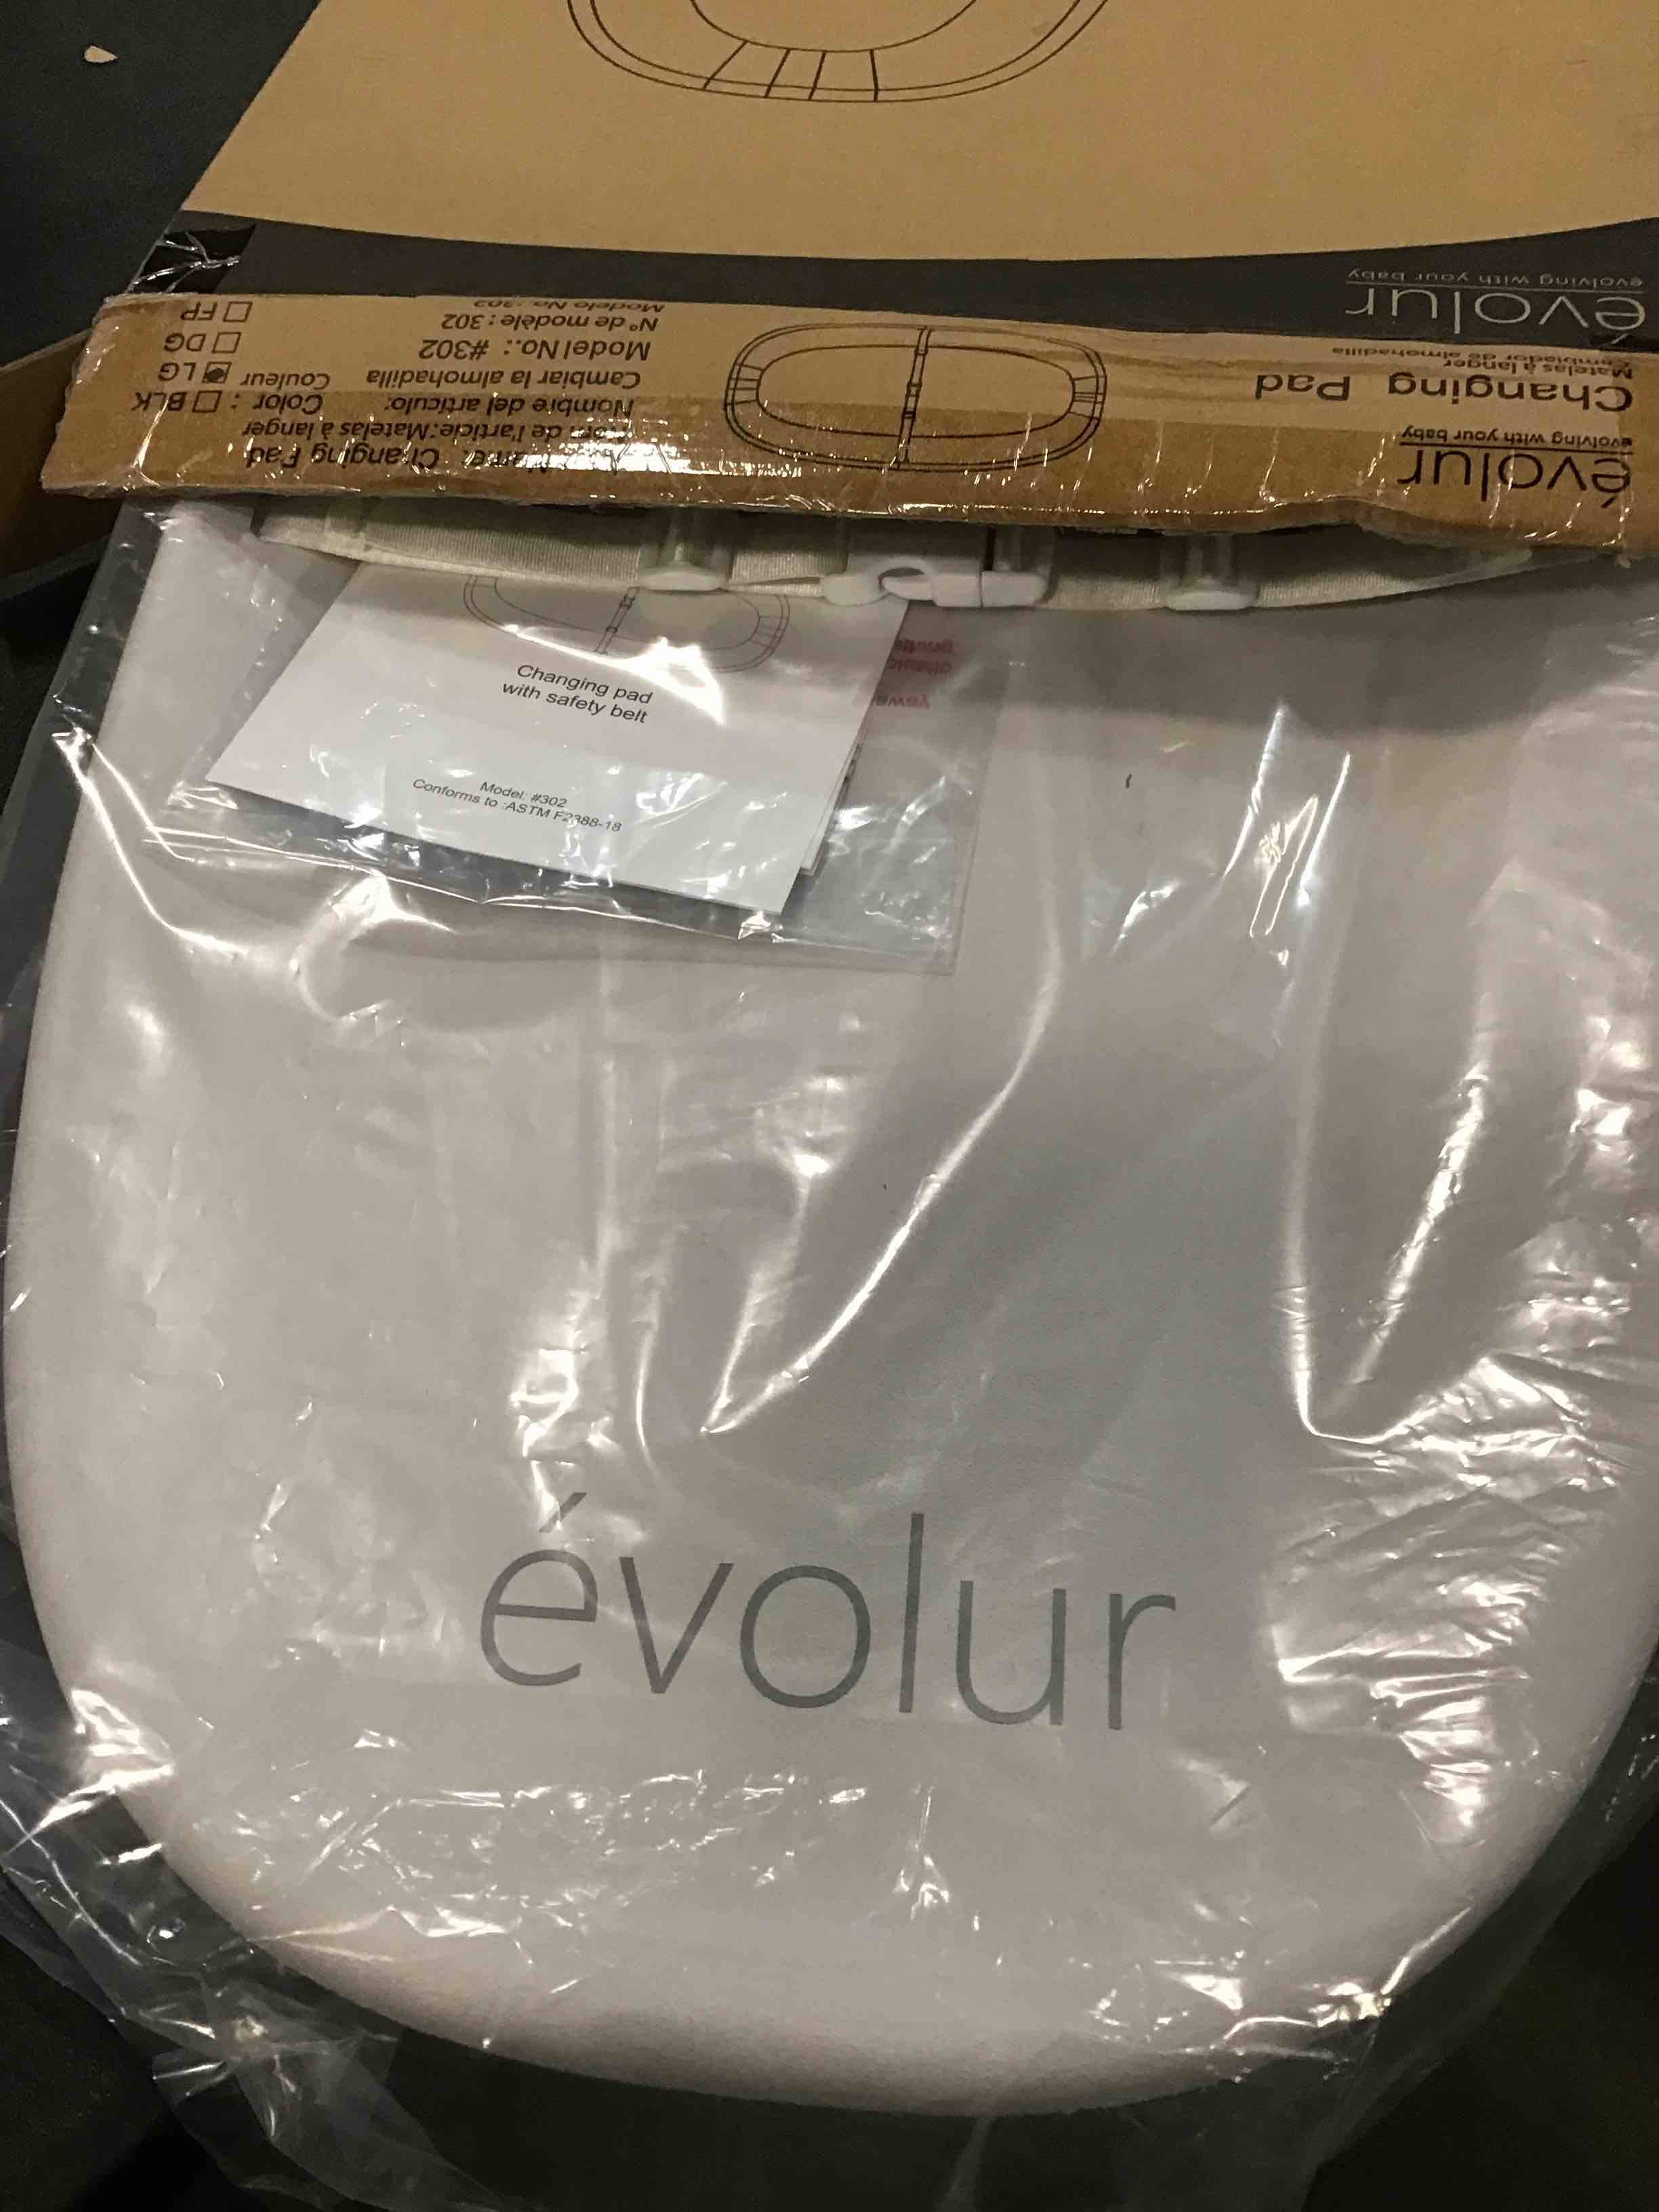 évolur
evolving with your baby
évolur
evolving with your baby
Changing Pad
Matelas à langer
Cambiador de almohadilla
Name: Changing Pad
Nom de l'article:Matelas à langer
Nombre del articulo:
Cambiar la almohadilla
Model No.: #302
N° de modèle: 302
Modelo No: 302
Color : BLK
Couleur LG
DG
FP
Changing pad
with safety belt
Model: #302
Conforms to :ASTM F2388-18
évolur